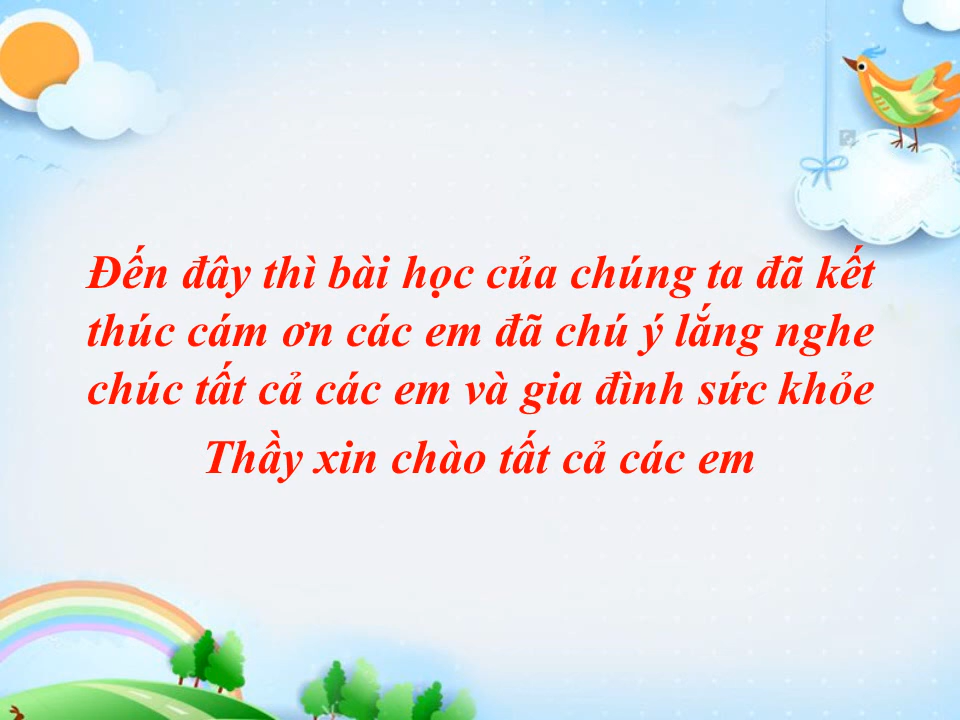 Đến đây thì bài học của chúng ta đã kết
thúc cám ơn các em đã chú ý lắng nghe
chúc tất cả các em và gia đình sức khỏe
Thầy xin chào tất cả các em